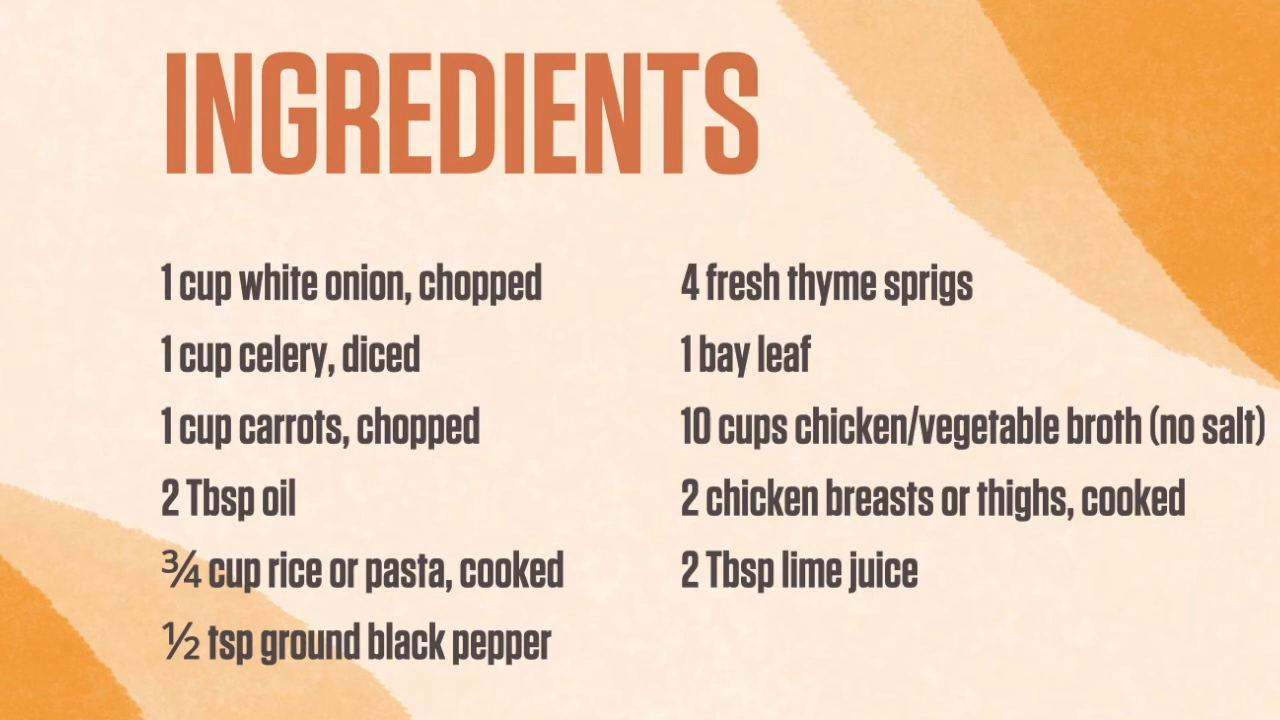 INGREDIENTS
1 cup white onion, chopped
1 cup celery, diced
1 cup carrots, chopped
2 Tbsp oil
¾ cup rice or pasta, cooked
½ tsp ground black pepper
4 fresh thyme sprigs
1 bay leaf
10 cups chicken/vegetable broth (no salt)
2 chicken breasts or thighs, cooked
2 Tbsp lime juice